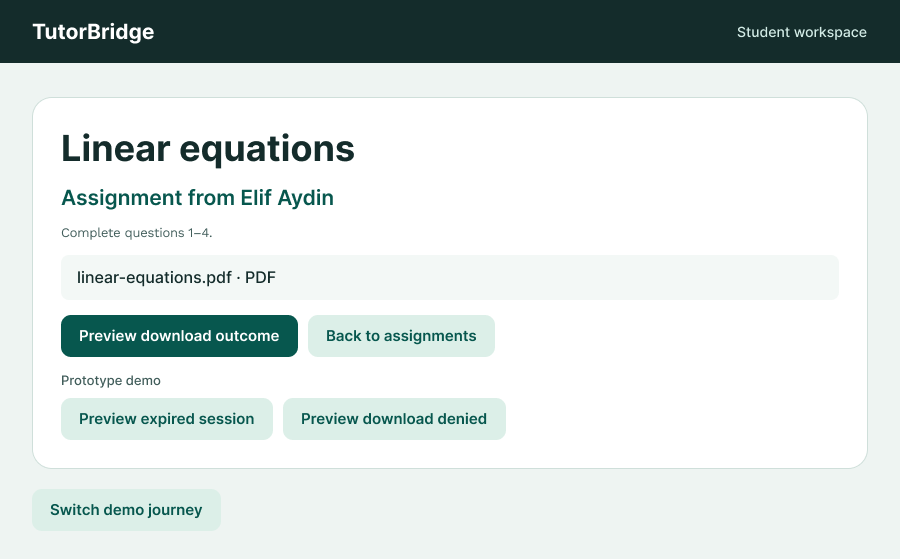 TutorBridge
Student workspace
Linear equations
Assignment from Elif Aydin
Complete questions 1–4.
linear-equations.pdf · PDF
Preview download outcome
Back to assignments
Prototype demo
Preview expired session
Preview download denied
Switch demo journey